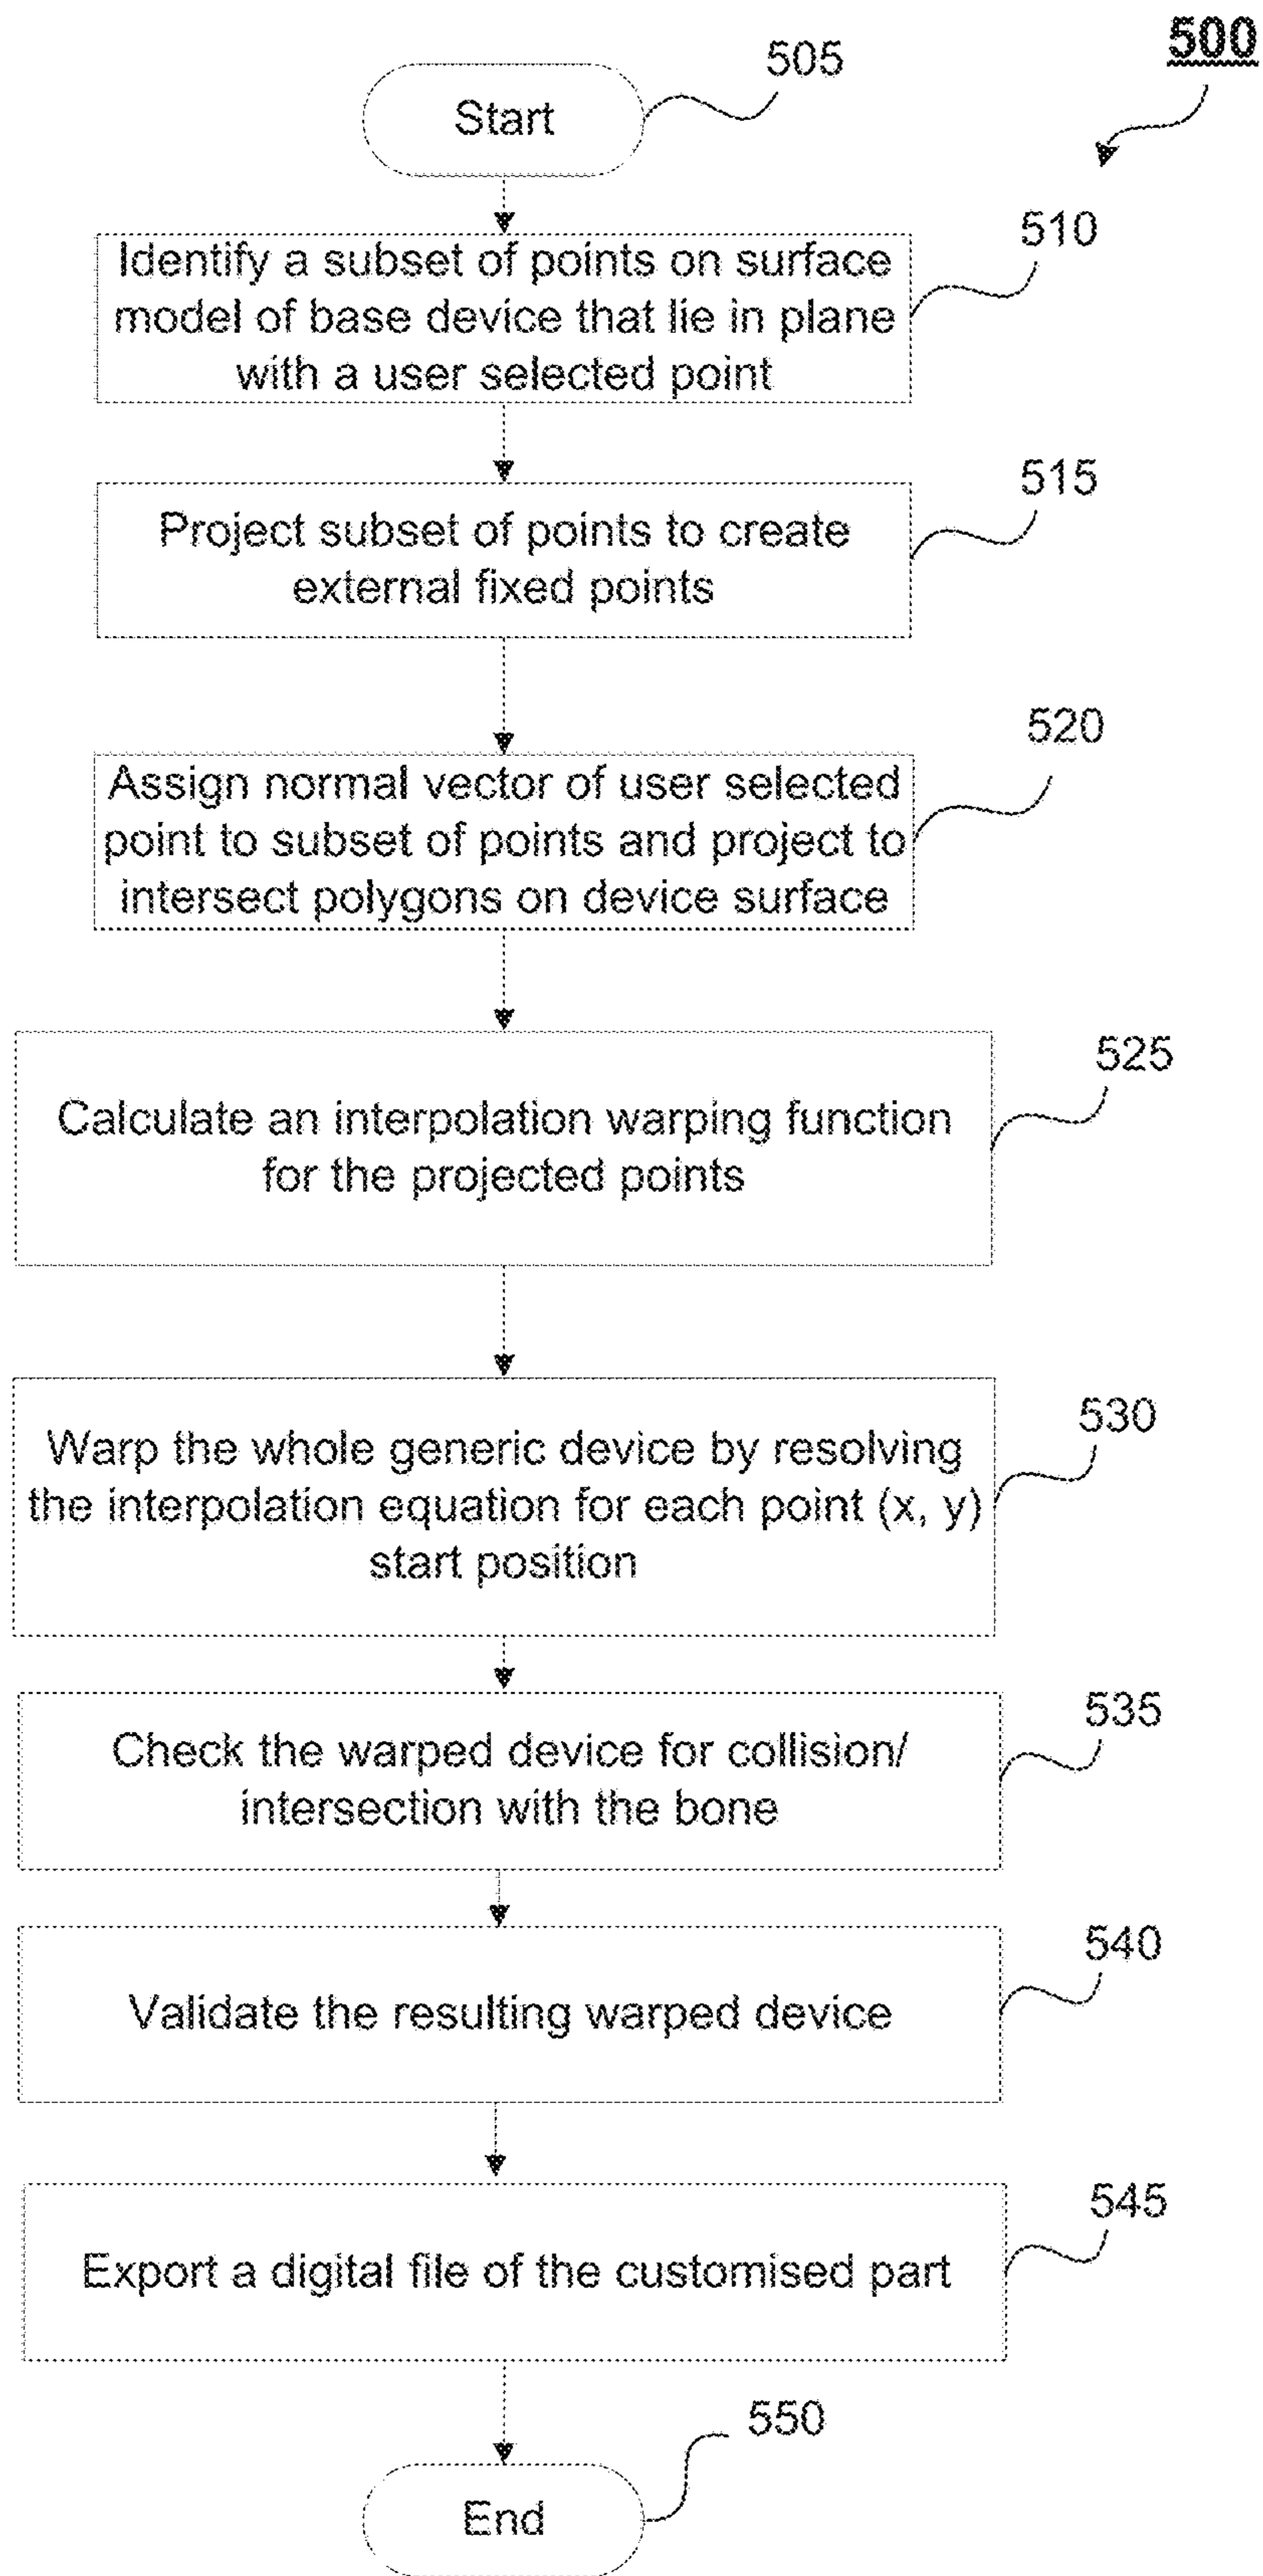 500
505
Start
510
Identify a subset of points on surface
model of base device that lie in plane
with a user selected point
515
Project subset of points to create
external fixed points
520
Assign normal vector of user selected
point to subset of points and project to
intersect polygons on device surface
525
Calculate an interpolation warping function
for the projected points
530
Warp the whole generic device by resolving
the interpolation equation for each point (x, y)
start position
535
Check the warped device for collision/
intersection with the bone
540
Validate the resulting warped device
545
Export a digital file of the customised part
550
End